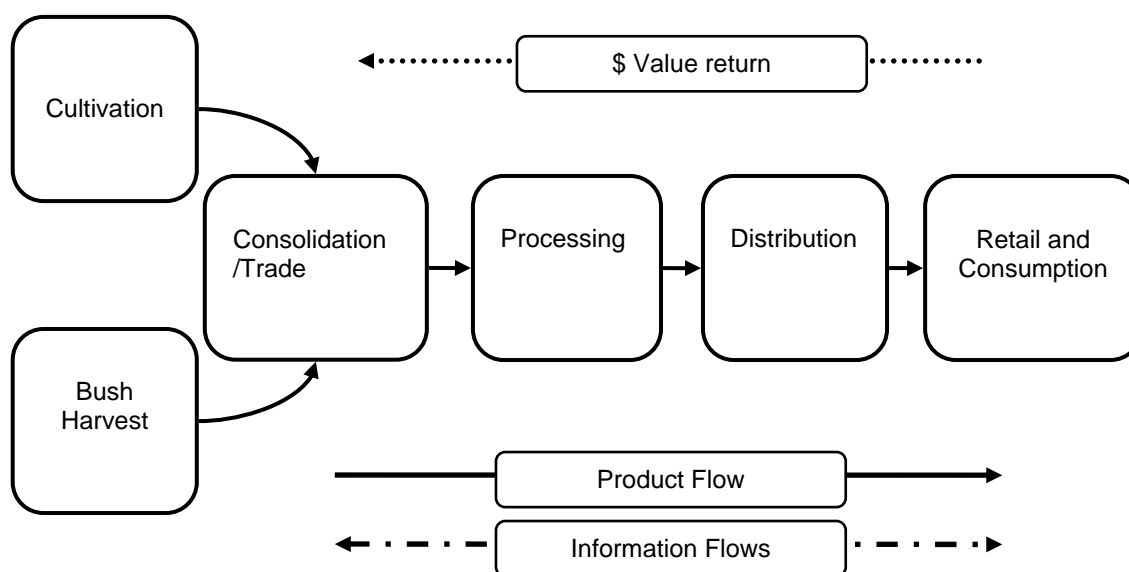 Cultivation
$ Value return
Consolidation
/Trade
Processing
Distribution
Retail and
Consumption
Bush
Harvest
Product Flow
Information Flows